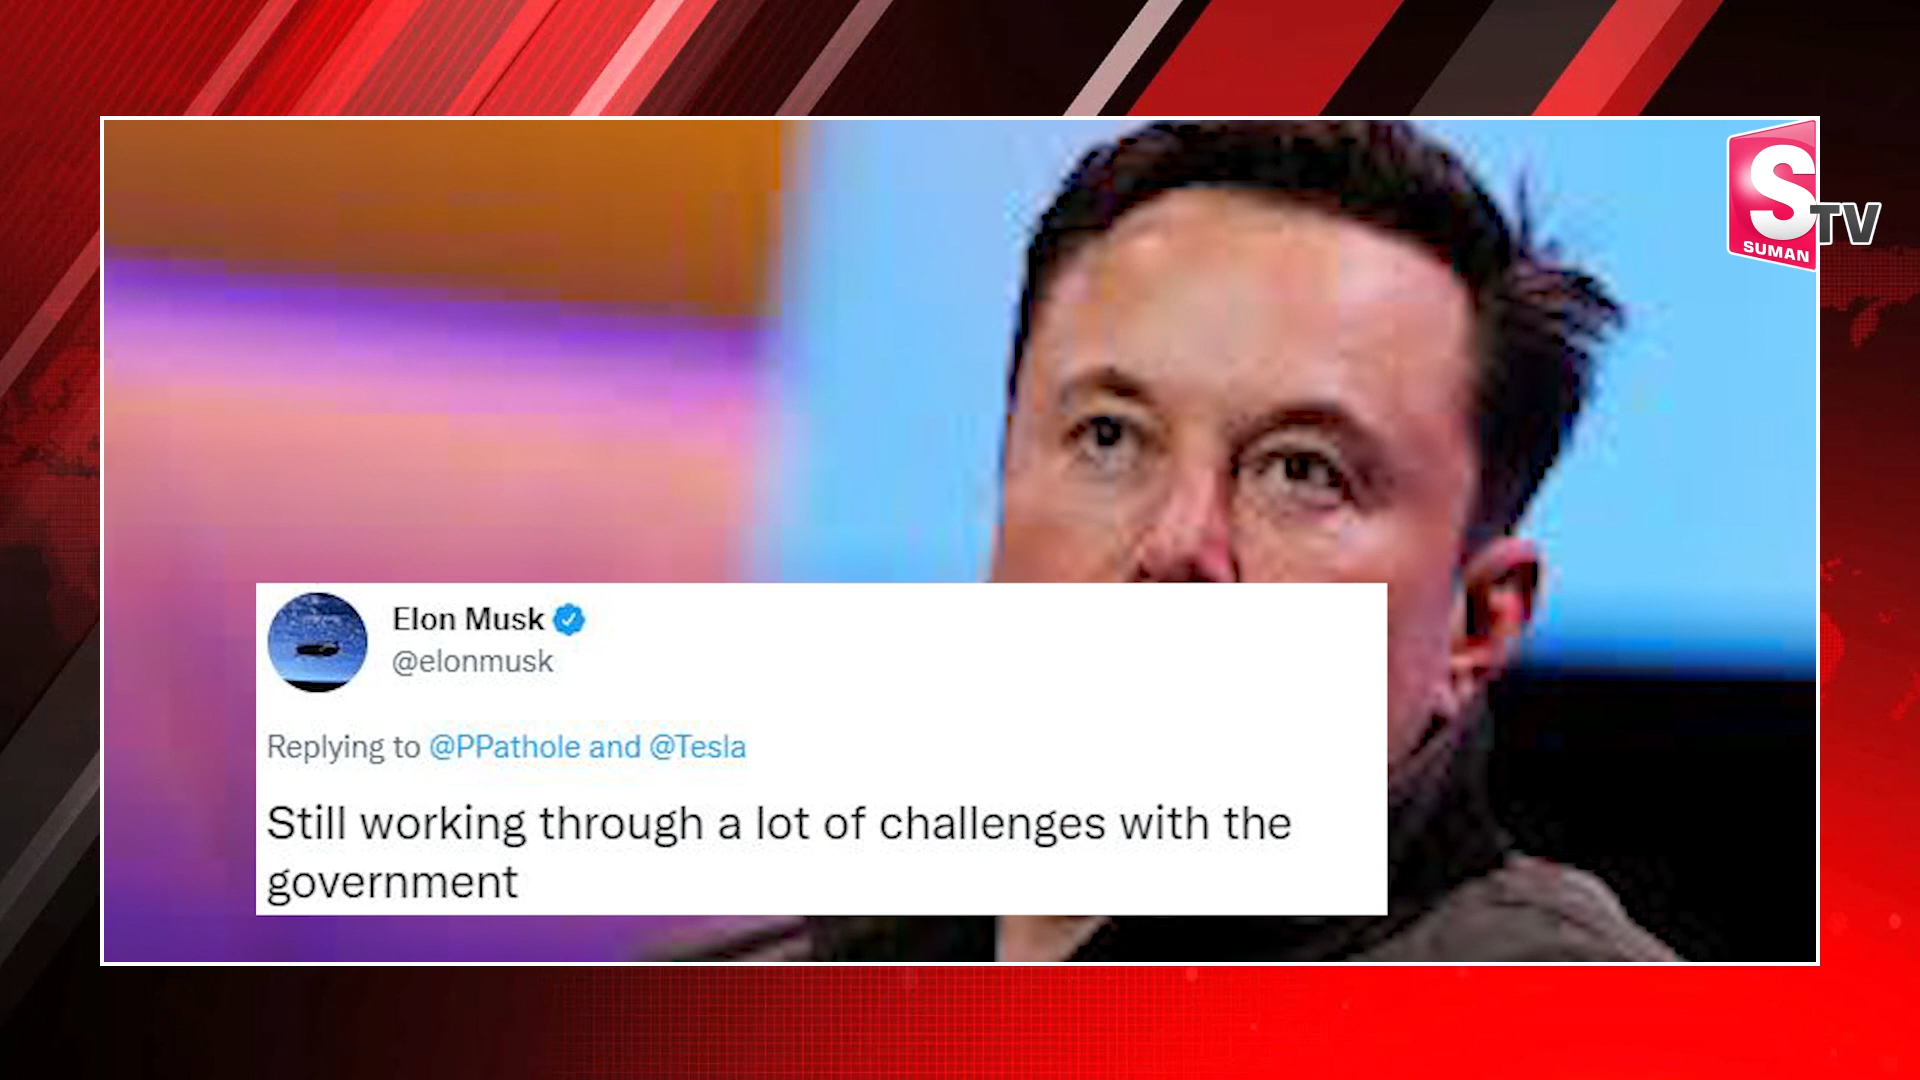 S
TV
SUMAN
Elon Musk
@elonmusk
Replying to @PPathole and @Tesla
Still working through a lot of challenges with the
government